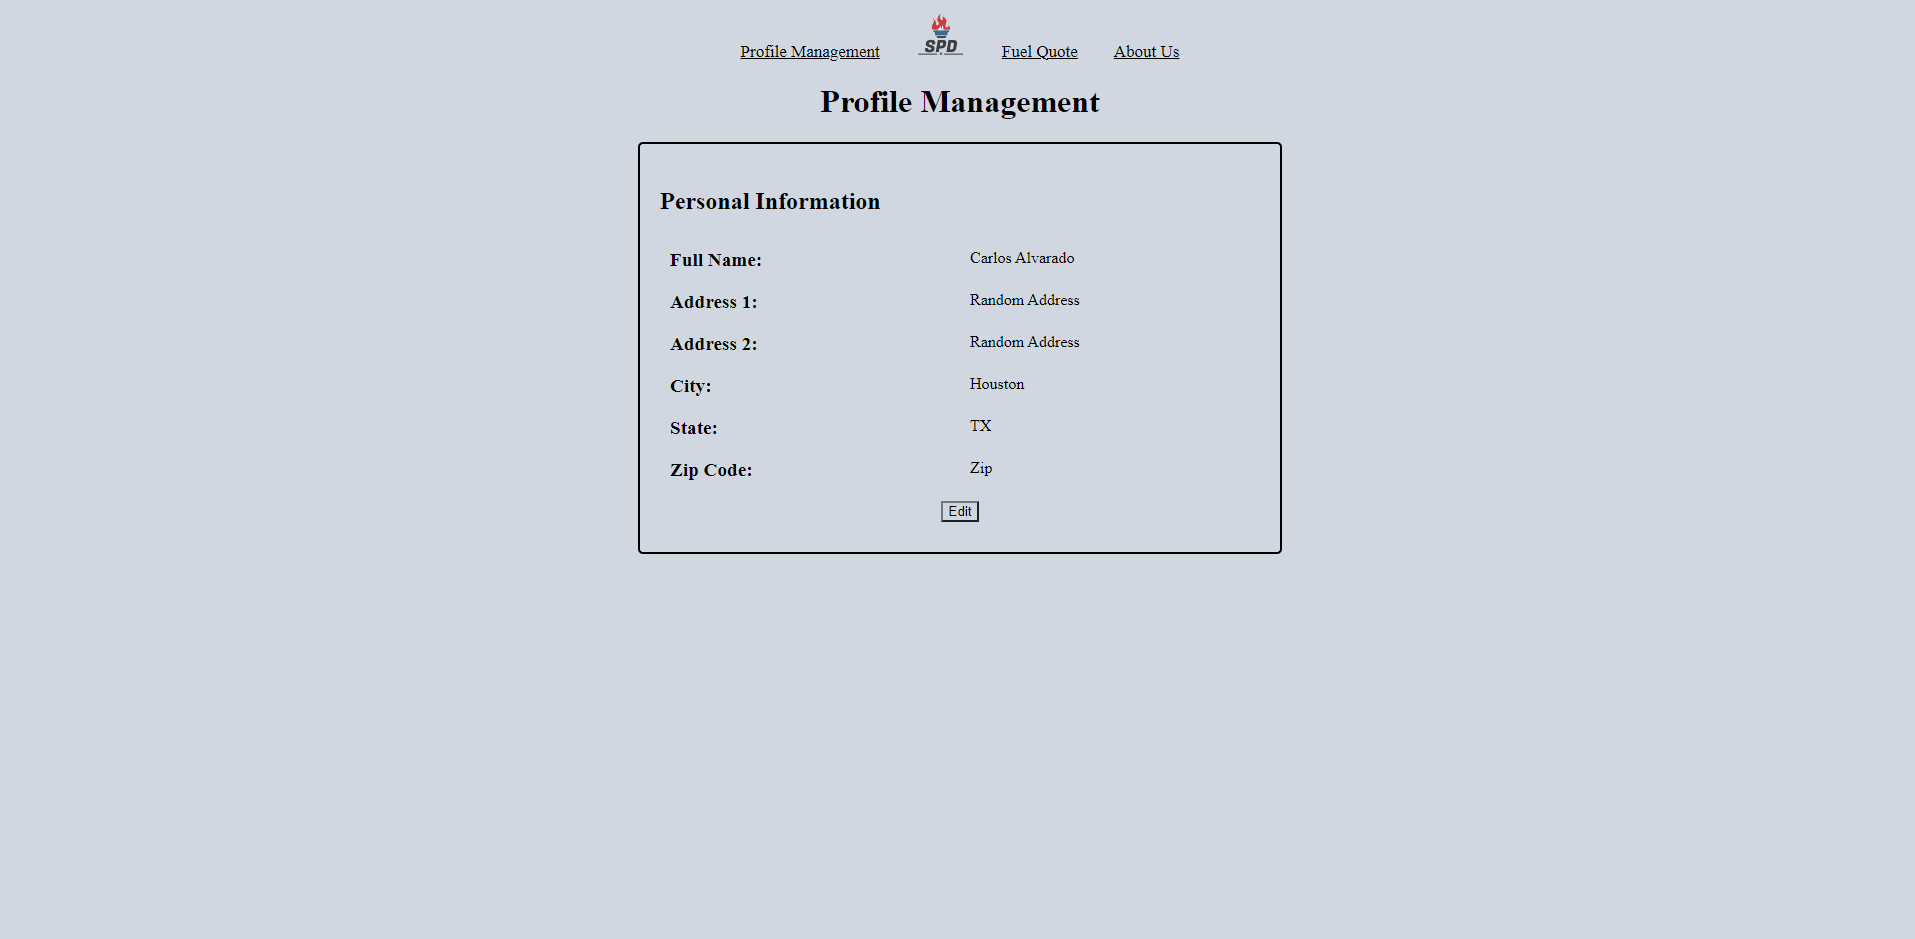 Profile Management SPD Fuel Quote About Us
Profile Management
Personal Information
Full Name: Carlos Alvarado
Address 1: Random Address
Address 2: Random Address
City: Houston
State: TX
Zip Code: Zip
Edit